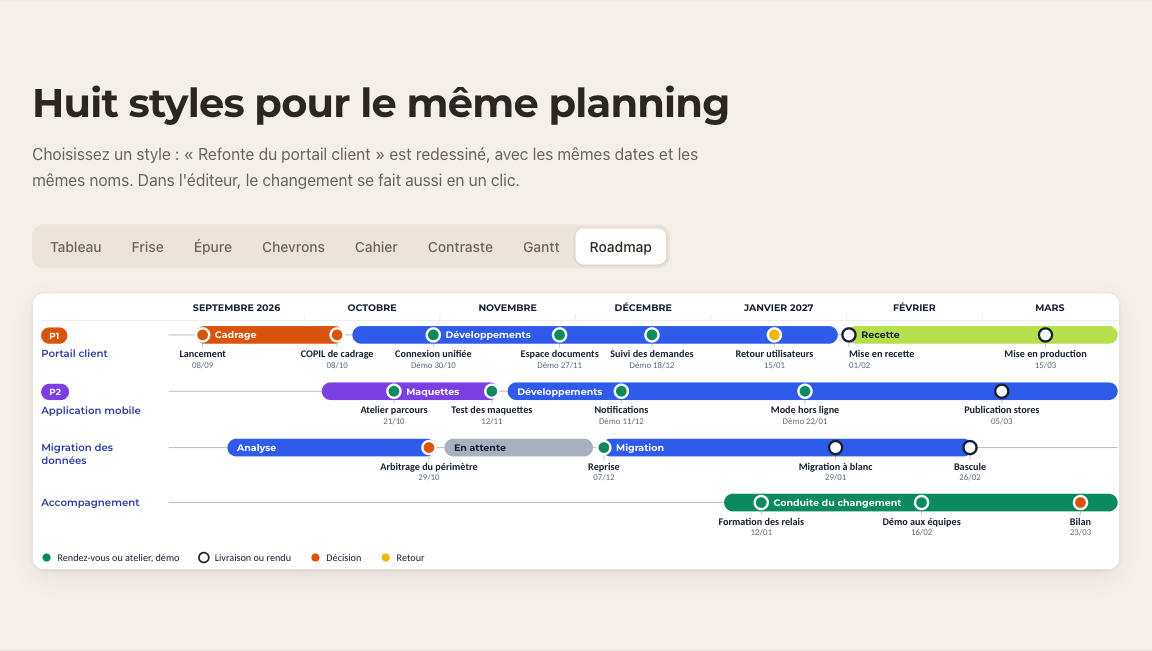 Huit styles pour le même planning
Choisissez un style : « Refonte du portail client » est redessiné, avec les mêmes dates et les
mêmes noms. Dans l'éditeur, le changement se fait aussi en un clic.
Tableau Frise Épure Chevrons Cahier Contraste Gantt Roadmap
SEPTEMBRE 2026 OCTOBRE NOVEMBRE DÉCEMBRE JANVIER 2027 FÉVRIER MARS
P1 Cadrage Développements Recette
Portail client Lancement COPIL de cadrage Connexion unifiée Espace documents Suivi des demandes Retour utilisateurs Mise en recette Mise en production
08/09 08/10 Démo 30/10 Démo 27/11 Démo 18/12 15/01 01/02 15/03
P2 Maquettes Développements
Application mobile Atelier parcours Test des maquettes Notifications Mode hors ligne Publication stores
21/10 12/11 Démo 11/12 Démo 22/01 05/03
Migration des Analyse En attente Migration
données Arbitrage du périmètre Reprise Migration à blanc Bascule
29/10 07/12 29/01 26/02
Accompagnement Conduite du changement
Formation des relais Démo aux équipes Bilan
12/01 16/02 23/03
Rendez-vous ou atelier, démo Livraison ou rendu Décision Retour